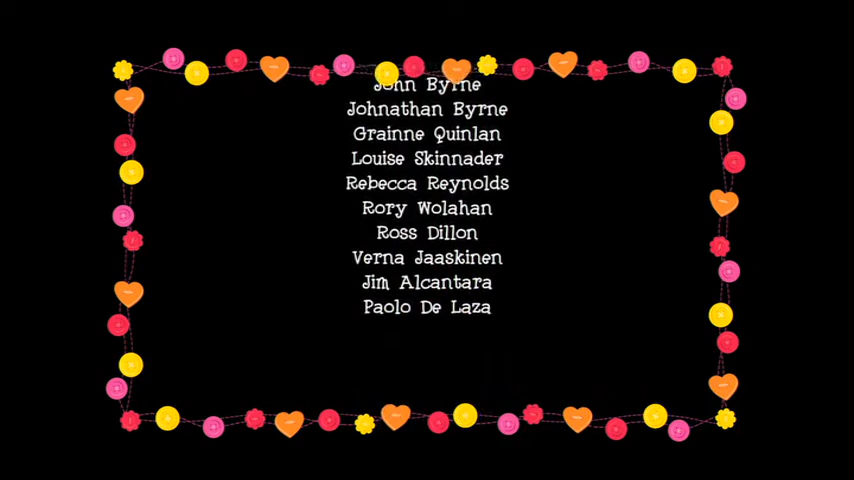 John Byrne
Johnathan Byrne
Grainne Quinlan
Louise Skinnader
Rebecca Reynolds
Rory Wolahan
Ross Dillon
Verna Jaaskinen
Jim Alcantara
Paolo De Laza